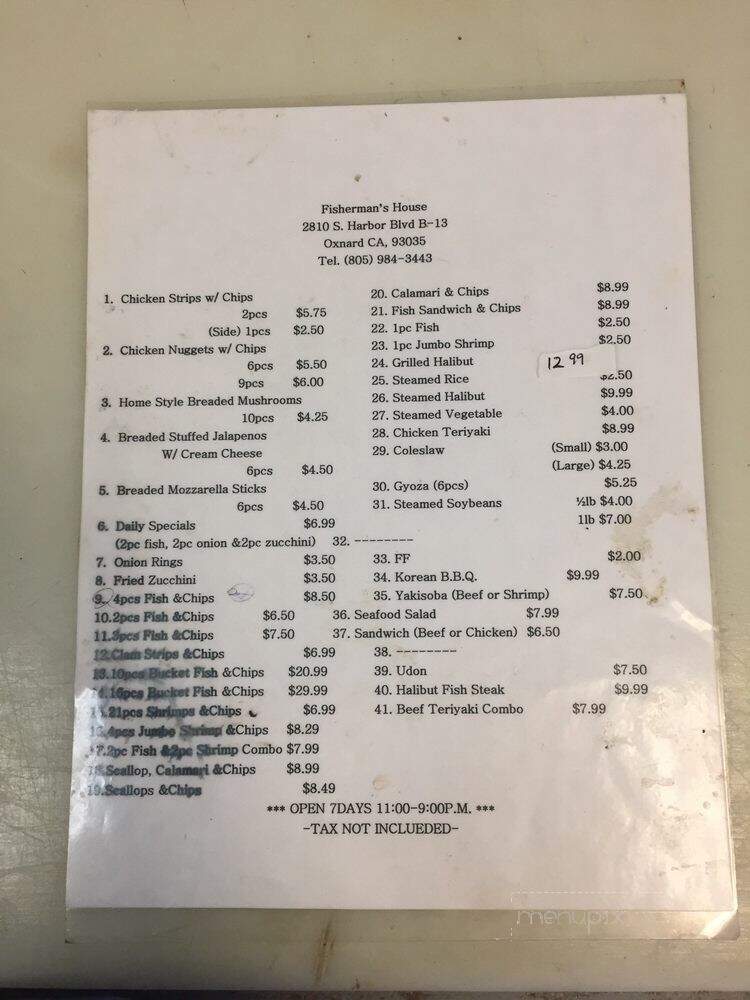 Fisherman's House
2810 S. Harbor Blvd B-13
Oxnard CA, 93035
Tel. (805) 984-3443
1. Chicken Strips w/ Chips
2pcs $5.75
(Side) 1pcs $2.50
2. Chicken Nuggets w/ Chips
6pcs $5.50
9pcs $6.00
3. Home Style Breaded Mushrooms
10pcs $4.25
4. Breaded Stuffed Jalapenos
W/ Cream Cheese
6pcs $4.50
5. Breaded Mozzarella Sticks
6pcs $4.50
6. Daily Specials $6.99
(2pc fish, 2pc onion &2pc zucchini)
7. Onion Rings $3.50
8. Fried Zucchini $3.50
9. 4pcs Fish &Chips $8.50
10.2pcs Fish &Chips $6.50
11.3pcs Fish &Chips $7.50
12.Clam Strips &Chips $6.99
13.10pcs Bucket Fish &Chips $20.99
14.16pcs Bucket Fish &Chips $29.99
15.21pcs Shrimps &Chips $6.99
16.4pcs Jumbo Shrimp &Chips $8.29
17.2pc Fish &2pc Shrimp Combo $7.99
18.Scallop, Calamari &Chips $8.99
19.Scallops &Chips $8.49
20. Calamari & Chips $8.99
21. Fish Sandwich & Chips $8.99
22. 1pc Fish $2.50
23. 1pc Jumbo Shrimp $2.50
24. Grilled Halibut 12 99
25. Steamed Rice $2.50
26. Steamed Halibut $9.99
27. Steamed Vegetable $4.00
28. Chicken Teriyaki $8.99
29. Coleslaw (Small) $3.00
(Large) $4.25
30. Gyoza (6pcs) $5.25
31. Steamed Soybeans ½lb $4.00
1lb $7.00
32. --------
33. FF $2.00
34. Korean B.B.Q. $9.99
35. Yakisoba (Beef or Shrimp) $7.50
36. Seafood Salad $7.99
37. Sandwich (Beef or Chicken) $6.50
38. --------
39. Udon $7.50
40. Halibut Fish Steak $9.99
41. Beef Teriyaki Combo $7.99
*** OPEN 7DAYS 11:00-9:00P.M. ***
-TAX NOT INCLUEDED-
menupix